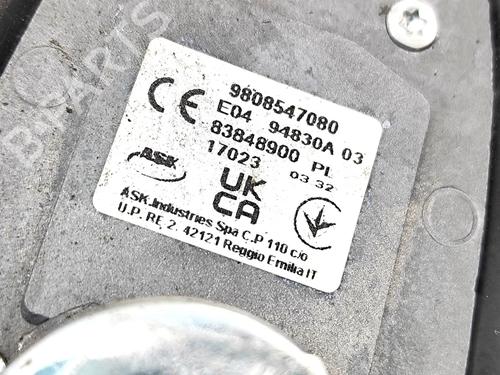 9808547080
E04 94830A 03
83848900 PL
17023 03 32
CE
ASK
UK
CA
ASK Industries Spa C.P 110 c/o
U.P. RE 2. 42121 Reggio Emilia IT
B-PARTS